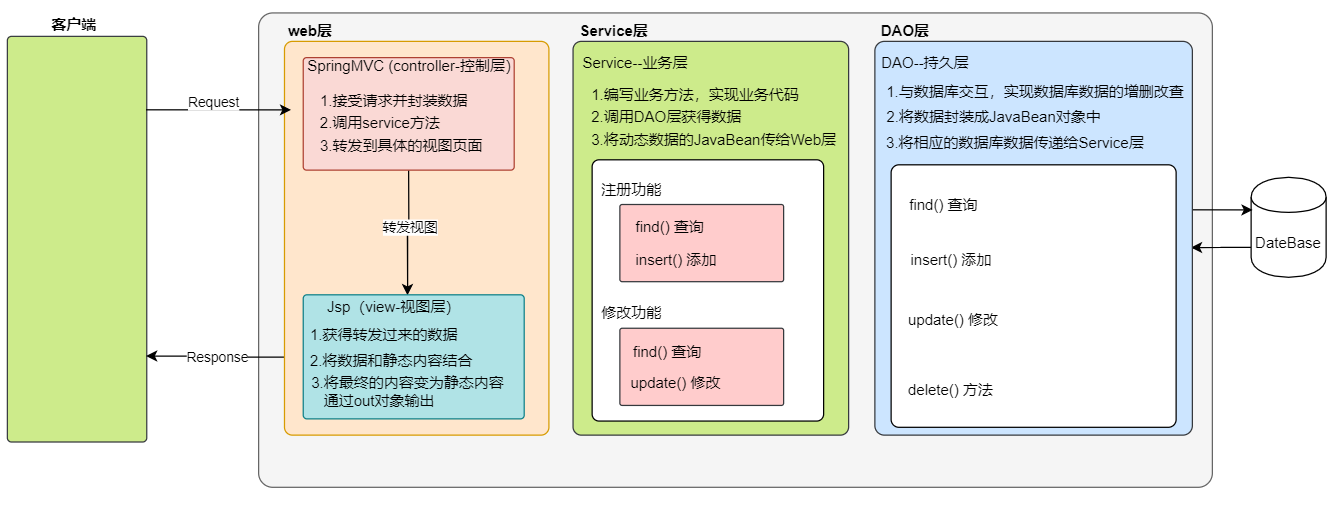 客户端
Request
Response
web层
SpringMVC (controller-控制层)
1.接受请求并封装数据
2.调用service方法
3.转发到具体的视图页面
转发视图
Jsp（view-视图层)
1.获得转发过来的数据
2.将数据和静态内容结合
3.将最终的内容变为静态内容
通过out对象输出
Service层
Service--业务层
1.编写业务方法，实现业务代码
2.调用DAO层获得数据
3.将动态数据的JavaBean传给Web层
注册功能
find() 查询
insert() 添加
修改功能
find() 查询
update() 修改
DAO层
DAO--持久层
1.与数据库交互，实现数据库数据的增删改查
2.将数据封装成JavaBean对象中
3.将相应的数据库数据传递给Service层
find() 查询
insert() 添加
update() 修改
delete() 方法
DateBase